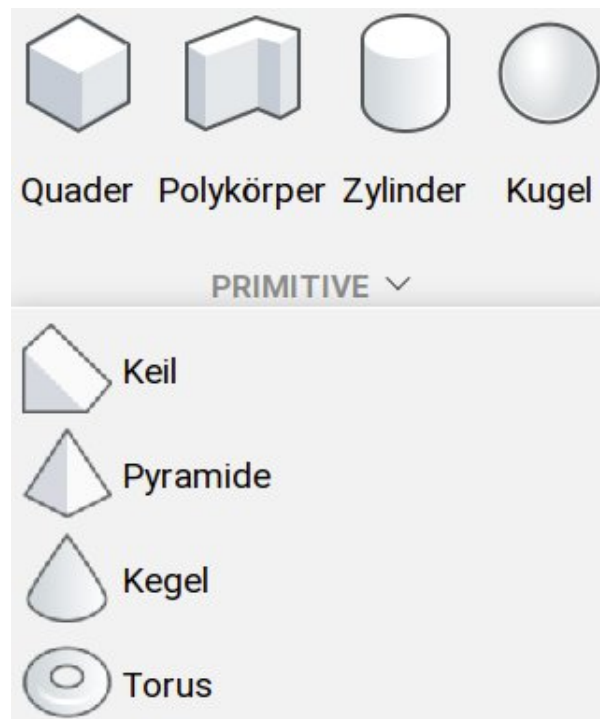 Quader Polykörper Zylinder Kugel
PRIMITIVE
Keil
Pyramide
Kegel
Torus